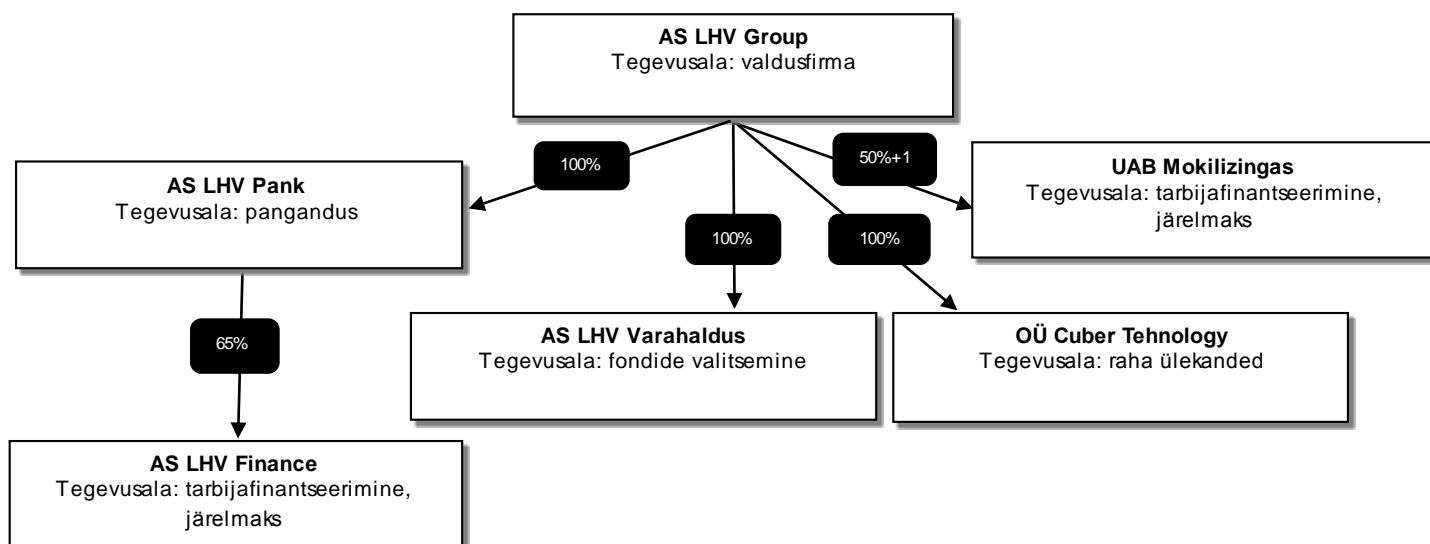 AS LHV Group
Tegevusala: valdusfirma
100%
50%+1
AS LHV Pank
Tegevusala: pangandus
UAB Mokilizingas
Tegevusala: tarbijafinantseerimine,
järelmaks
100%
100%
65%
AS LHV Varahaldus
Tegevusala: fondide valitsemine
OÜ Cuber Tehnology
Tegevusala: raha ülekanded
AS LHV Finance
Tegevusala: tarbijafinantseerimine,
järelmaks